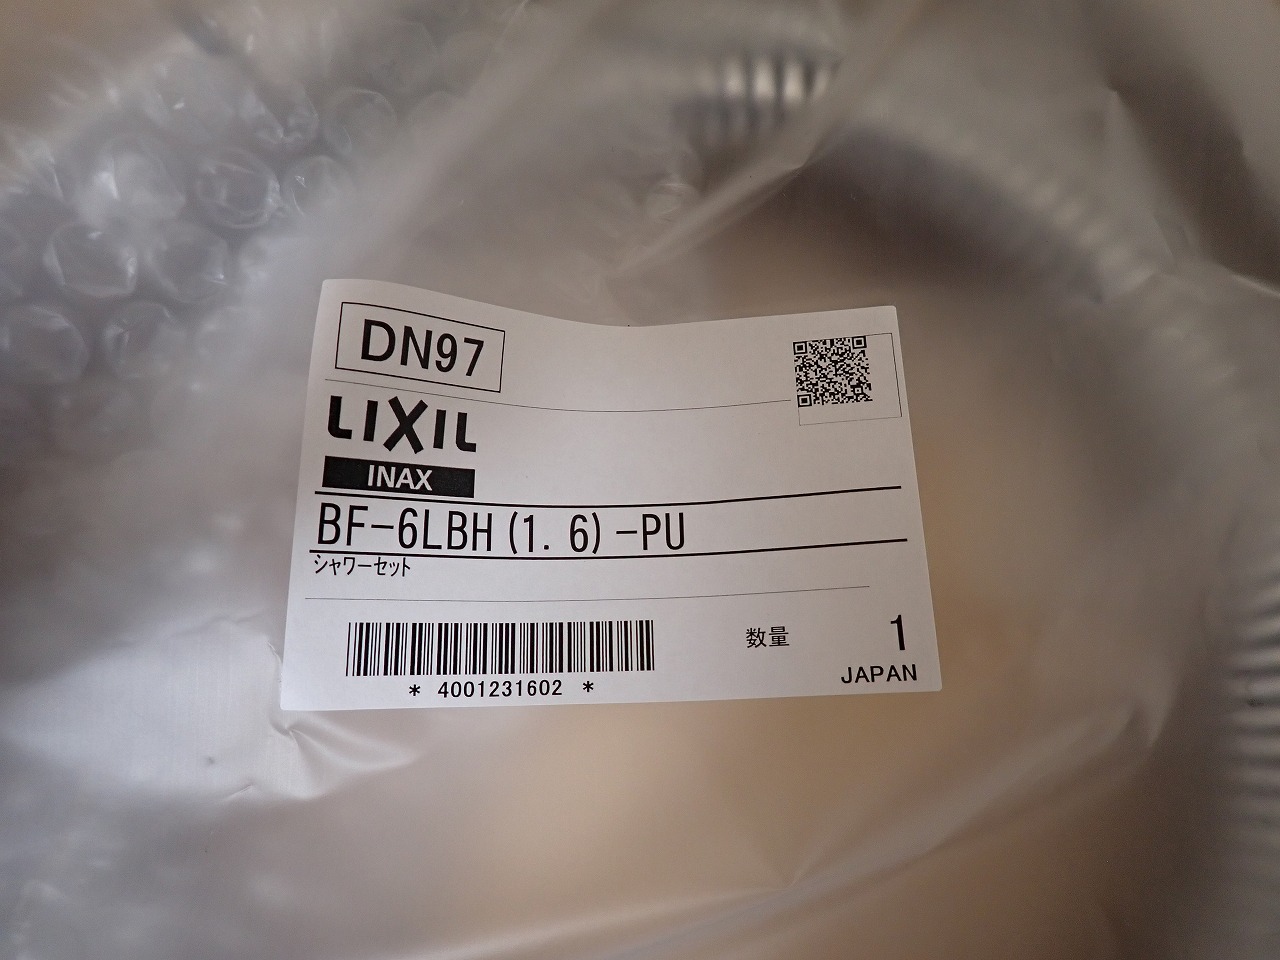 DN97
LIXIL
INAX
BF-6LBH(1.6)-PU
シャワーセット
* 4001231602 *
数量 1
JAPAN